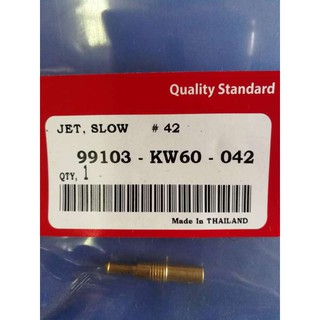 Quality Standard
JET, SLOW # 42
99103 - KW60 - 042
QTY, 1
Made In THAILAND